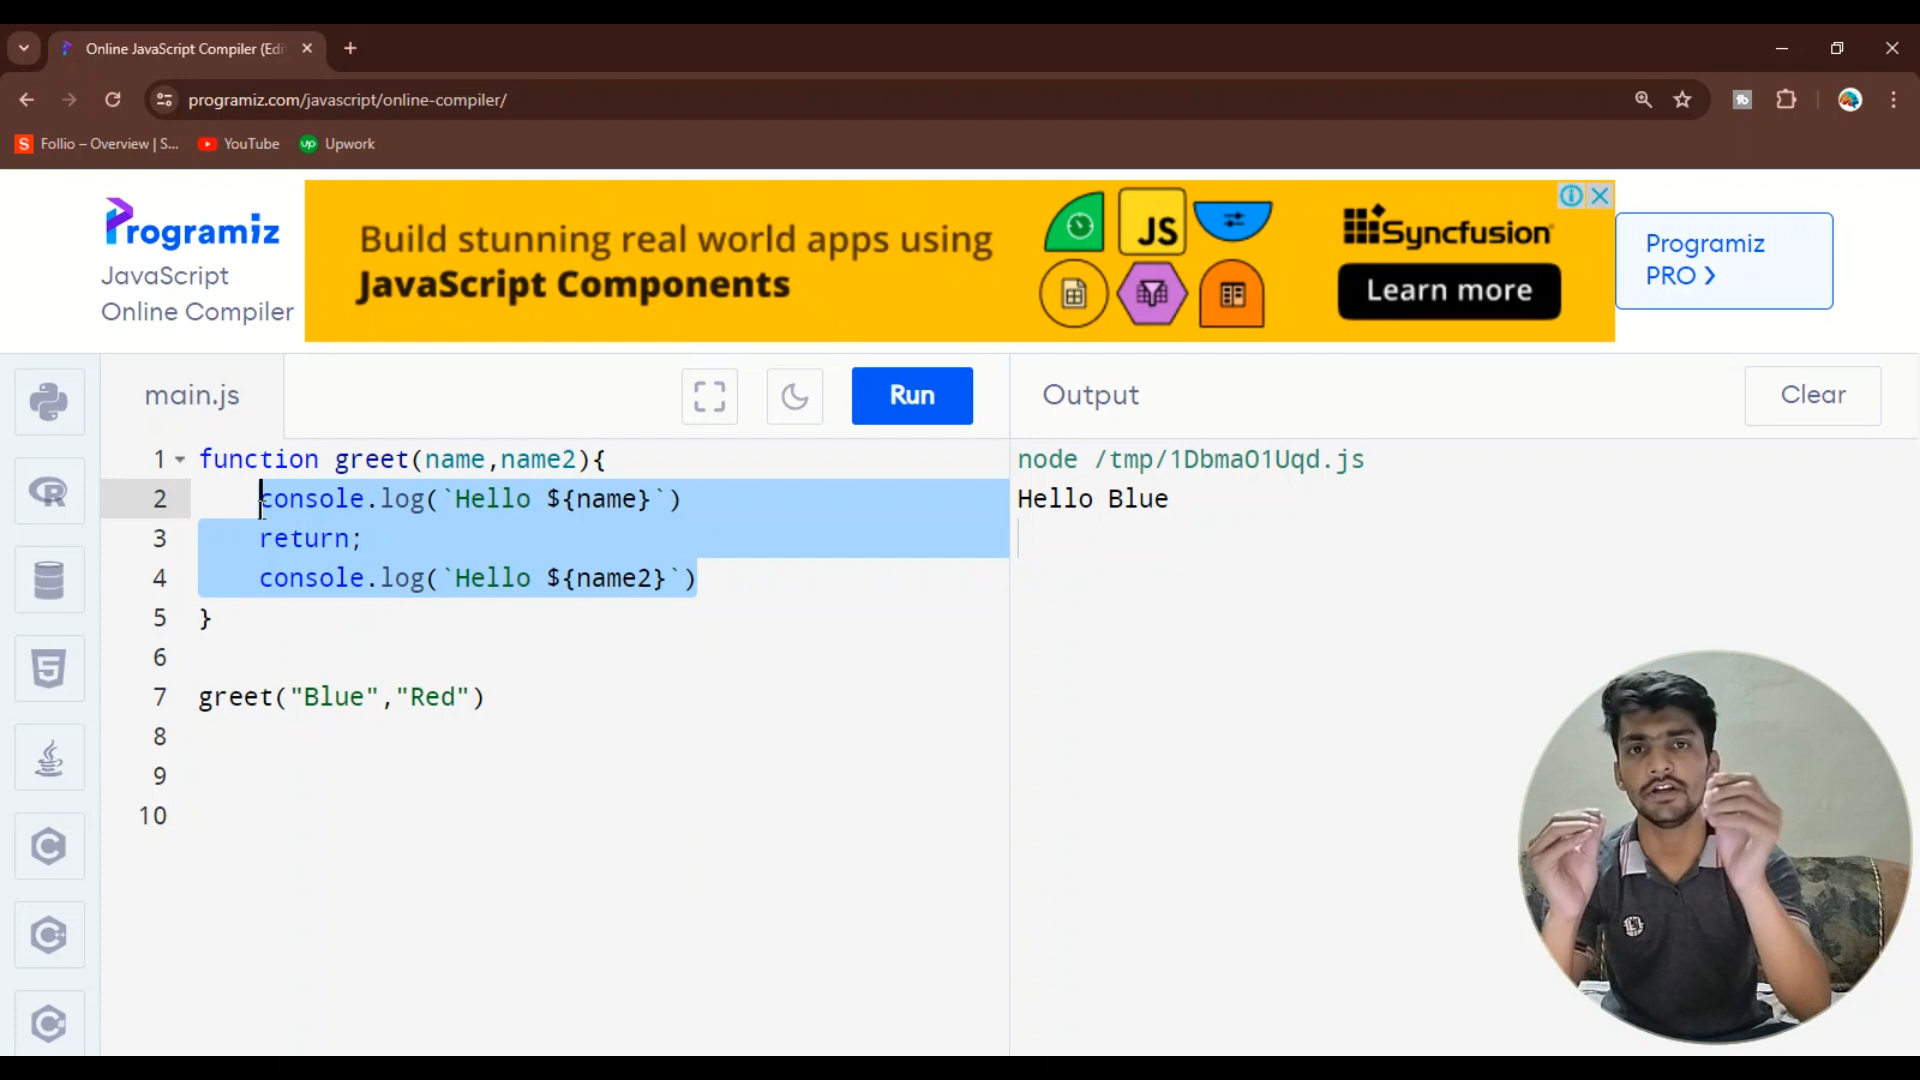 Online JavaScript Compiler (Edi
programiz.com/javascript/online-compiler/
Follio – Overview | S...
YouTube
up
Upwork
Programiz
JavaScript
Online Compiler
Build stunning real world apps using
JavaScript Components
JS
Syncfusion
Learn more
Programiz
PRO
main.js
Run
Output
Clear
1 function greet(name,name2){
2 console.log(`Hello ${name}`)
3 return;
4 console.log(`Hello ${name2}`)
5 }
6
7 greet("Blue","Red")
8
9
10
node /tmp/1DbmaO1Uqd.js
Hello Blue